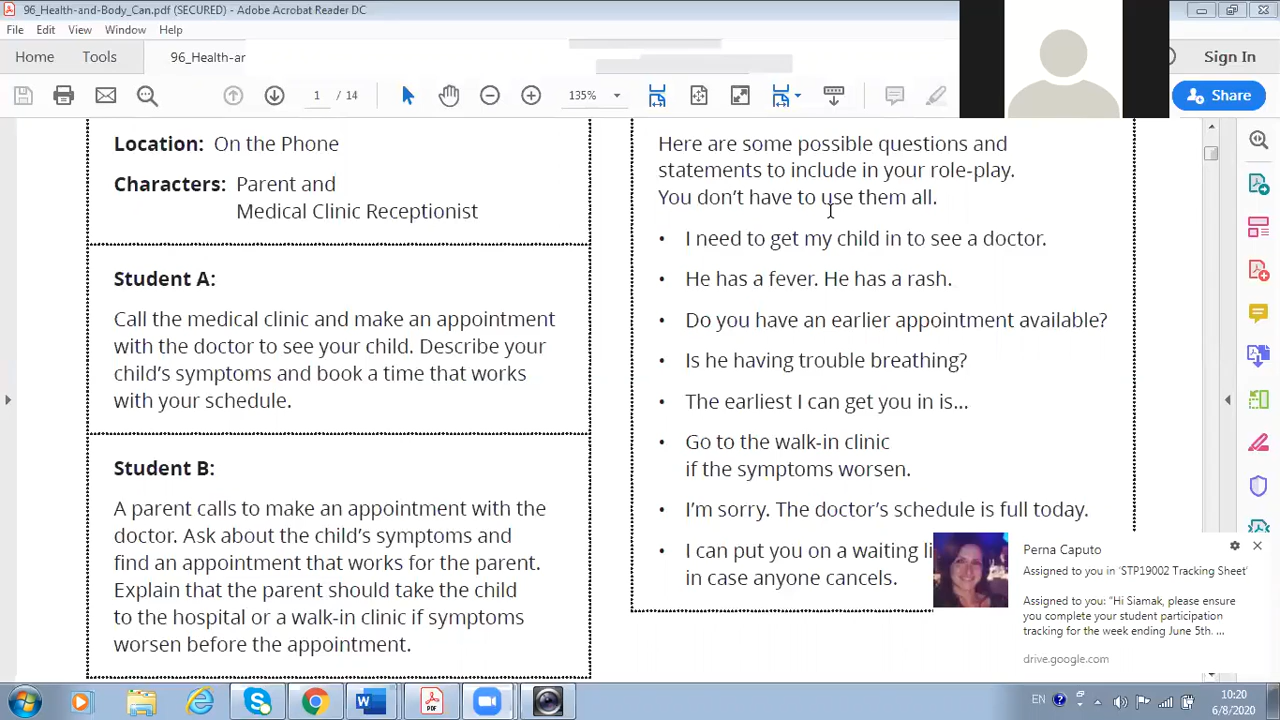 96_Health-and-Body_Can.pdf (SECURED) - Adobe Acrobat Reader DC
File Edit View Window Help
Home Tools 96_Health-ar Sign In
1 / 14 135% Share
Location: On the Phone
Characters: Parent and
Medical Clinic Receptionist
Student A:
Call the medical clinic and make an appointment
with the doctor to see your child. Describe your
child's symptoms and book a time that works
with your schedule.
Student B:
A parent calls to make an appointment with the
doctor. Ask about the child's symptoms and
find an appointment that works for the parent.
Explain that the parent should take the child
to the hospital or a walk-in clinic if symptoms
worsen before the appointment.
Here are some possible questions and
statements to include in your role-play.
You don't have to use them all.
• I need to get my child in to see a doctor.
• He has a fever. He has a rash.
• Do you have an earlier appointment available?
• Is he having trouble breathing?
• The earliest I can get you in is...
• Go to the walk-in clinic
if the symptoms worsen.
• I'm sorry. The doctor's schedule is full today.
• I can put you on a waiting li
in case anyone cancels.
Perna Caputo
Assigned to you in 'STP19002 Tracking Sheet'
Assigned to you: "Hi Siamak, please ensure
you complete your student participation
tracking for the week ending June 5th. ...
drive.google.com
EN 10:20
6/8/2020